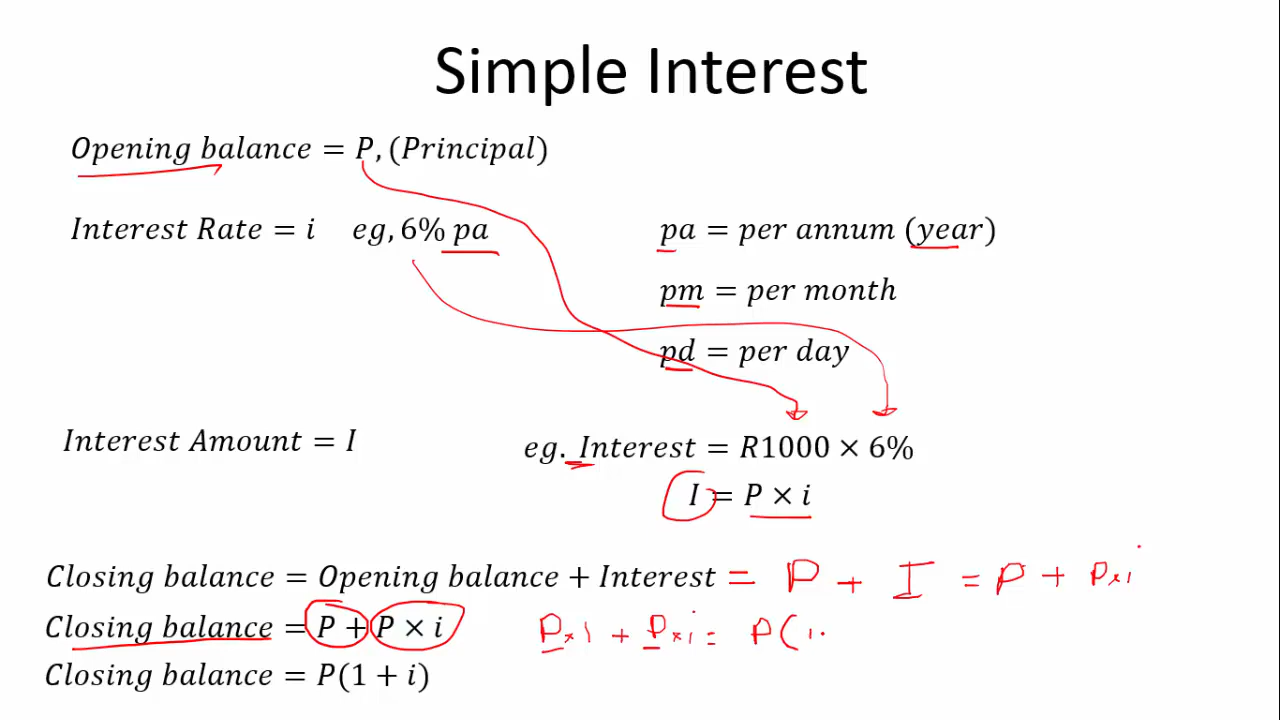 Simple Interest
Opening balance = P, (Principal)
Interest Rate = i eg, 6% pa
pa = per annum (year)
pm = per month
pd = per day
Interest Amount = I
eg. Interest = R1000 × 6%
I = P × i
Closing balance = Opening balance + Interest = P + I = P + P×i
Closing balance = P + P × i P×1 + P×i = P(1
Closing balance = P(1 + i)